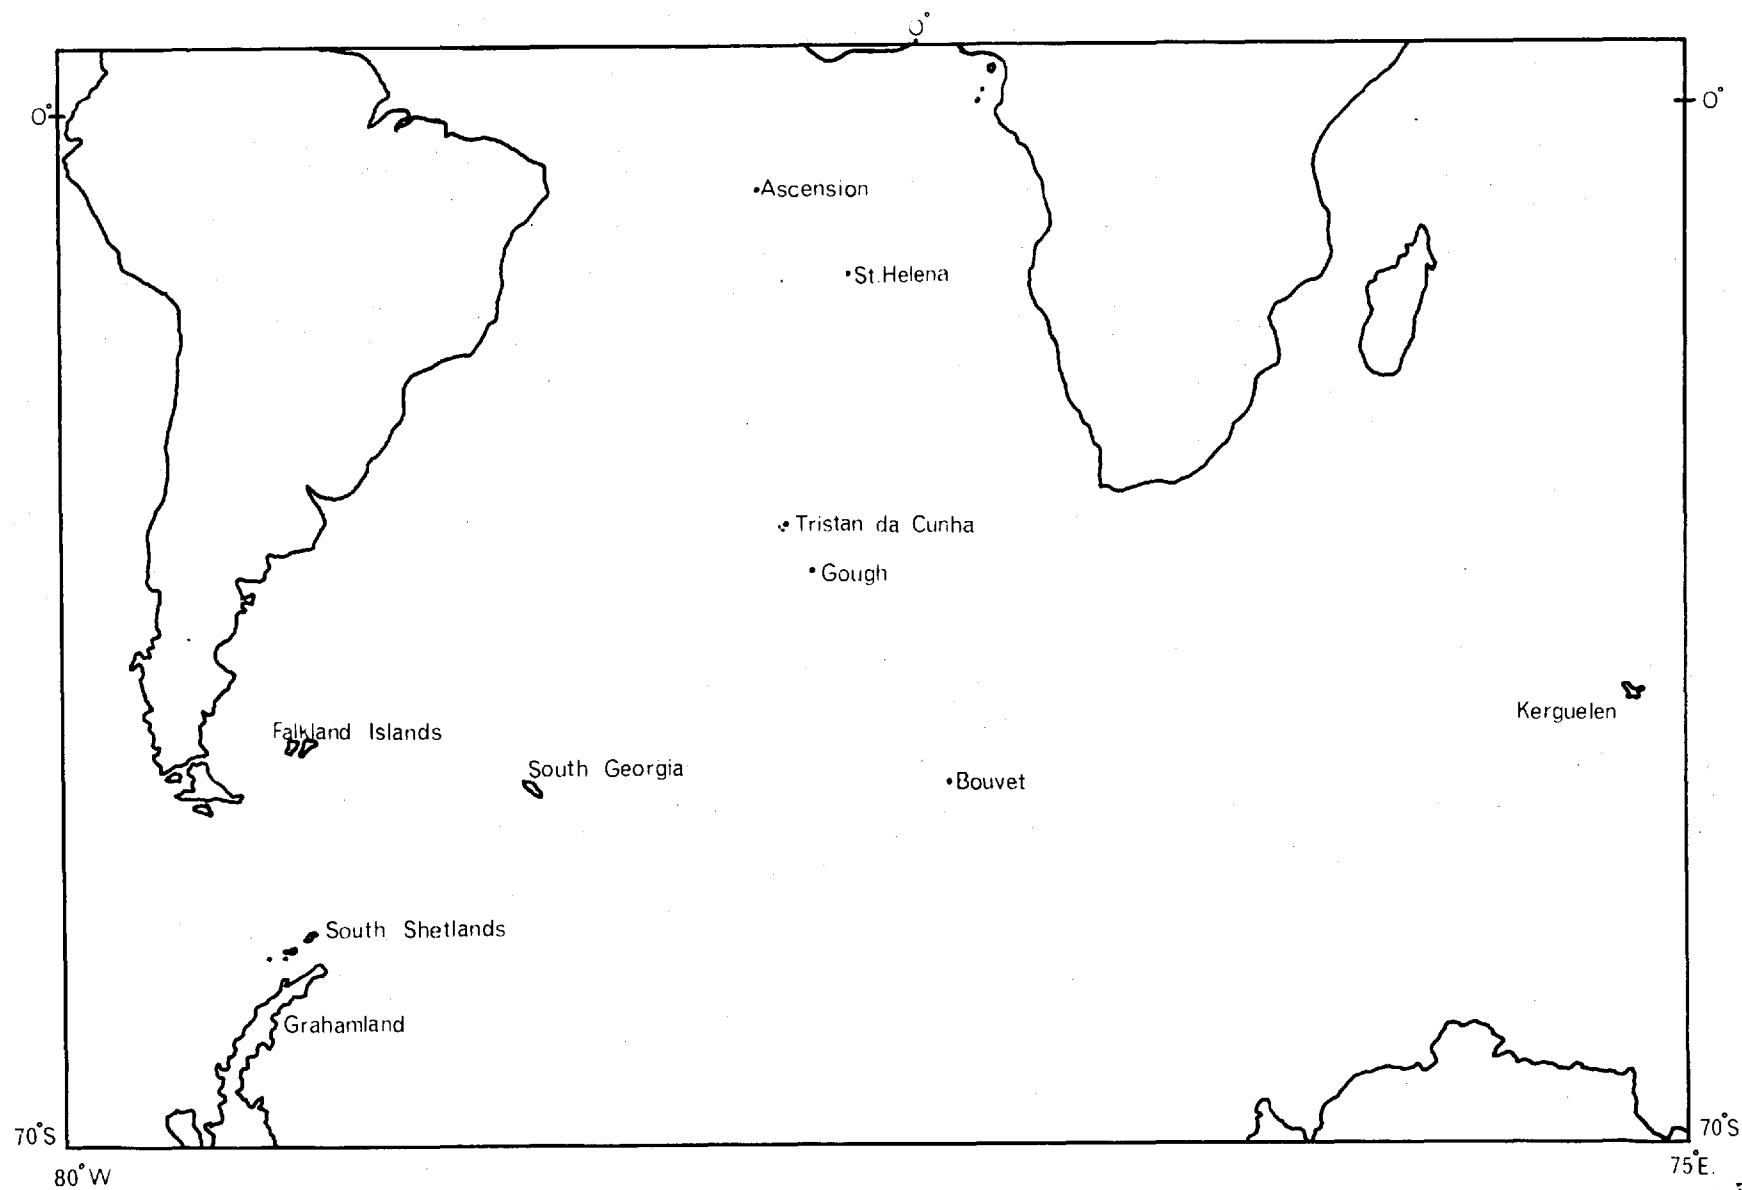 0°
0°
0°
Ascension
St.Helena
Tristan da Cunha
Gough
Kerguelen
Falkland Islands
South Georgia
Bouvet
South Shetlands
Grahamland
70°S
70°S
80°W
75°E.